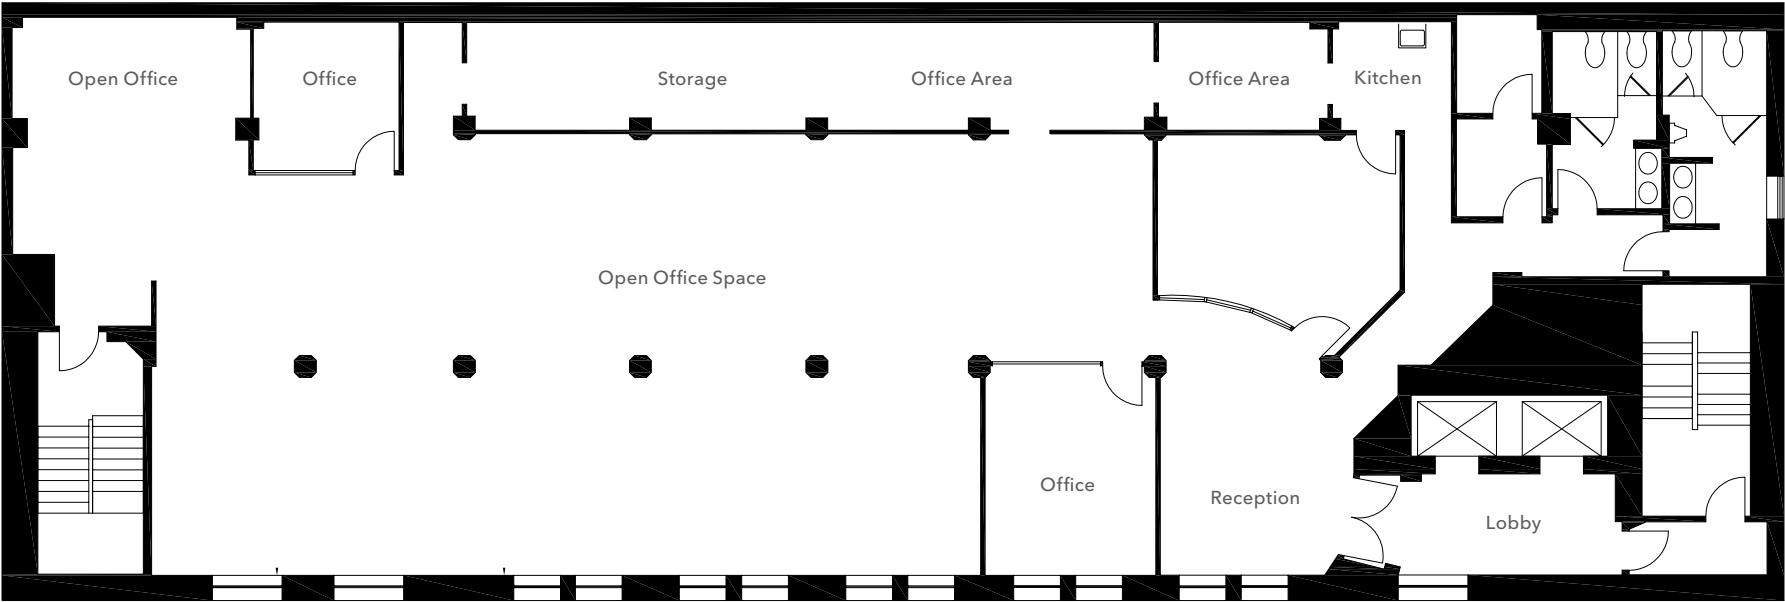 Open Office
Office
Storage
Office Area
Office Area
Kitchen
Open Office Space
Office
Reception
Lobby